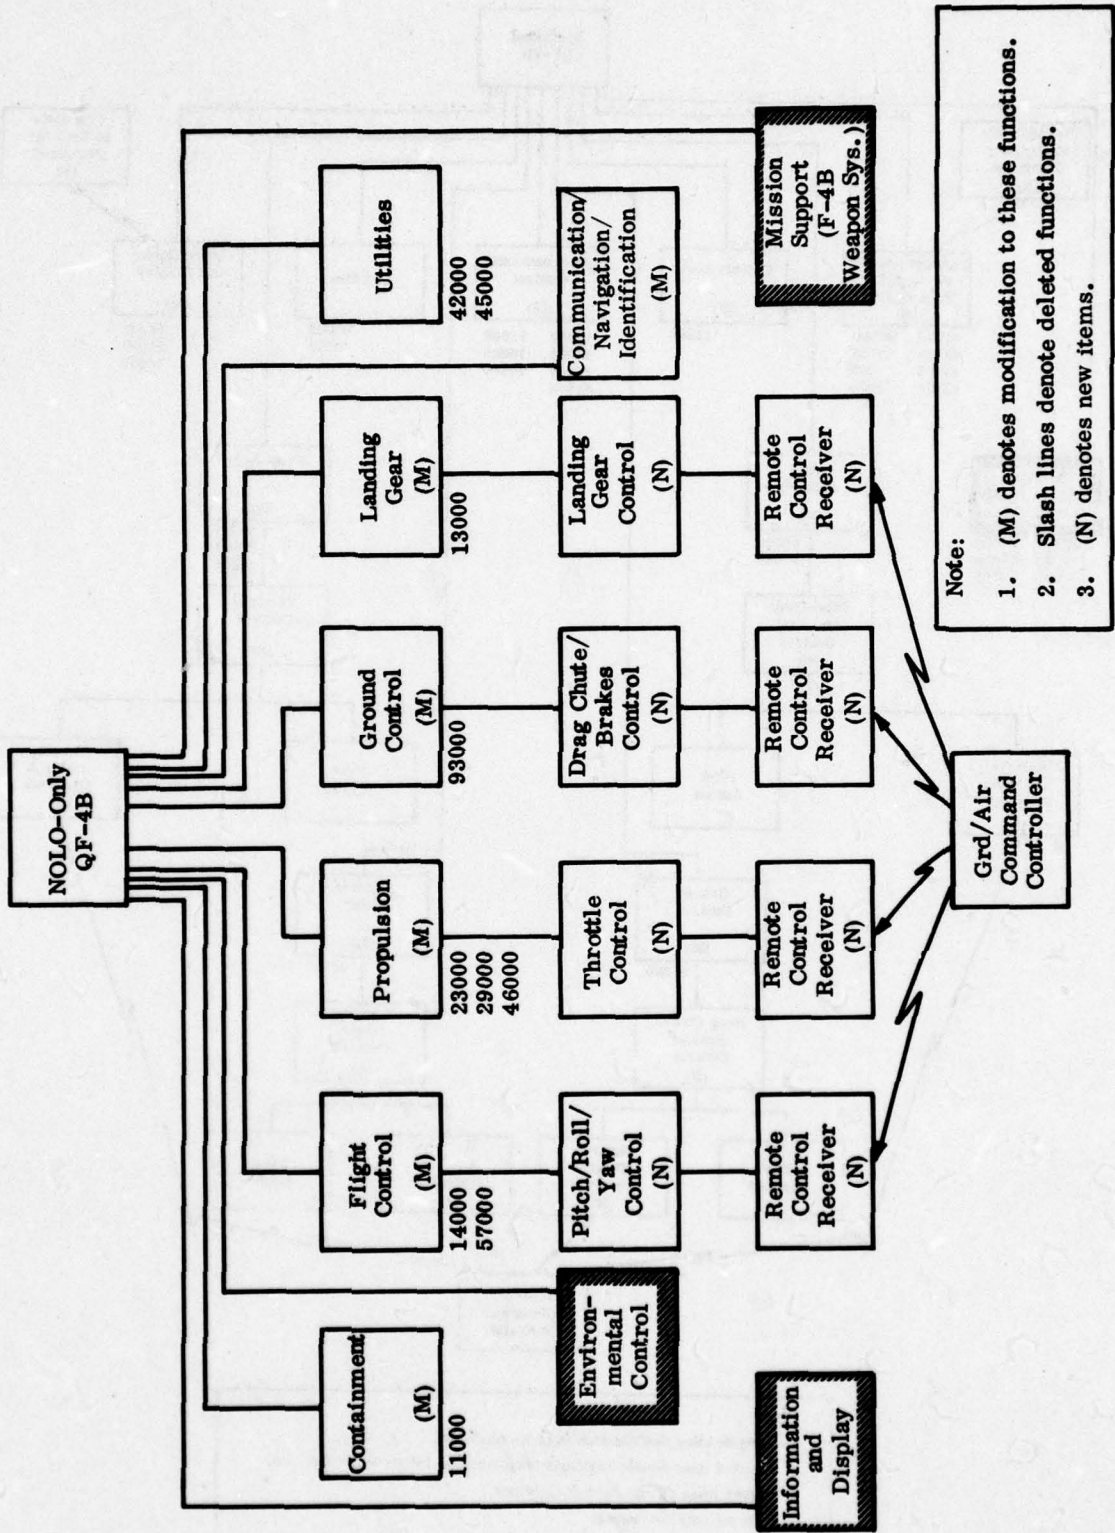 NOLO-Only
QF-4B
Containment
(M)
11000
Flight
Control
(M)
14000
57000
Propulsion
(M)
23000
29000
46000
Ground
Control
(M)
93000
Landing
Gear
(M)
13000
Utilities
42000
45000
Environ-
mental
Control
Pitch/Roll/
Yaw
Control
(N)
Throttle
Control
(N)
Drag Chute/
Brakes
Control
(N)
Landing
Gear
Control
(N)
Communication/
Navigation/
Identification
(M)
Information
and
Display
Remote
Control
Receiver
(N)
Remote
Control
Receiver
(N)
Remote
Control
Receiver
(N)
Remote
Control
Receiver
(N)
Mission
Support
(F-4B
Weapon Sys.)
Grd/Air
Command
Controller
Note:
1. (M) denotes modification to these functions.
2. Slash lines denote deleted functions.
3. (N) denotes new items.